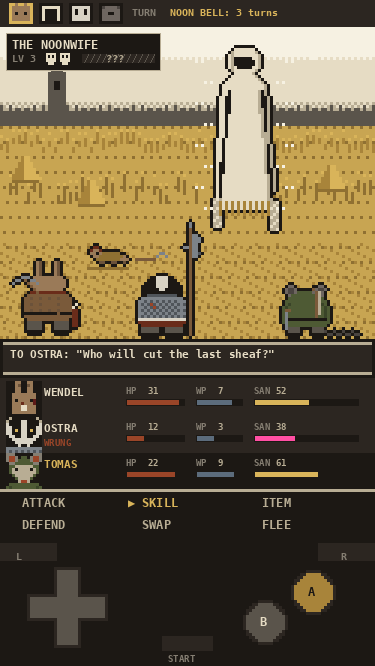 TURN NOON BELL: 3 turns
THE NOONWIFE
LV 3 ???
TO OSTRA: "Who will cut the last sheaf?"
WENDEL HP 31 WP 7 SAN 52
OSTRA HP 12 WP 3 SAN 38
WRUNG
TOMAS HP 22 WP 9 SAN 61
ATTACK ▶ SKILL ITEM
DEFEND SWAP FLEE
L R
A
B
START